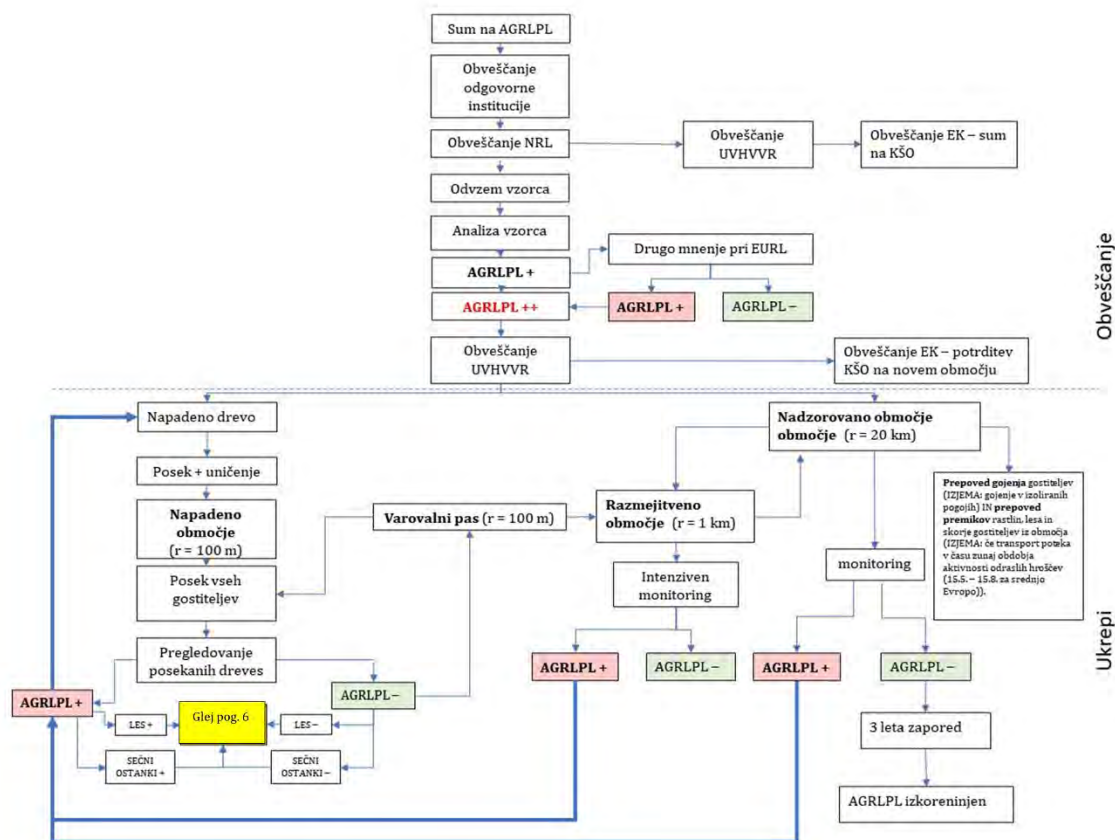 Sum na AGRLPL
Obveščanje
odgovorne
institucije
Obveščanje NRL
Obveščanje
UVHVVR
Obveščanje EK – sum
na KŠO
Odvzem vzorca
Analiza vzorca
Drugo mnenje pri EURL
AGRLPL +
AGRLPL ++
AGRLPL +
AGRLPL –
Obveščanje
UVHVVR
Obveščanje EK – potrditev
KŠO na novem območju
Obveščanje
Napadeno drevo
Nadzorovano območje
območje (r = 20 km)
Posek + uničenje
Prepoved gojenja gostiteljev
(IZJEMA: gojenje v izoliranih
pogojih) IN prepoved
premikov rastlin, lesa in
skorje gostiteljev iz območja
(IZJEMA: če transport poteka
v času zunaj obdobja
aktivnosti odraslih hroščev
(15.5. – 15.8. za srednjo
Evropo)).
Napadeno
območje
(r = 100 m)
Varovalni pas (r = 100 m)
Razmejitveno
območje (r = 1 km)
Posek vseh
gostiteljev
Intenziven
monitoring
monitoring
Ukrepi
Pregledovanje
posekanih dreves
AGRLPL +
AGRLPL –
AGRLPL +
AGRLPL –
AGRLPL +
AGRLPL –
LES +
Glej pog. 6
LES –
SEČNI
OSTANKI +
SEČNI
OSTANKI –
3 leta zapored
AGRLPL izkoreninjen